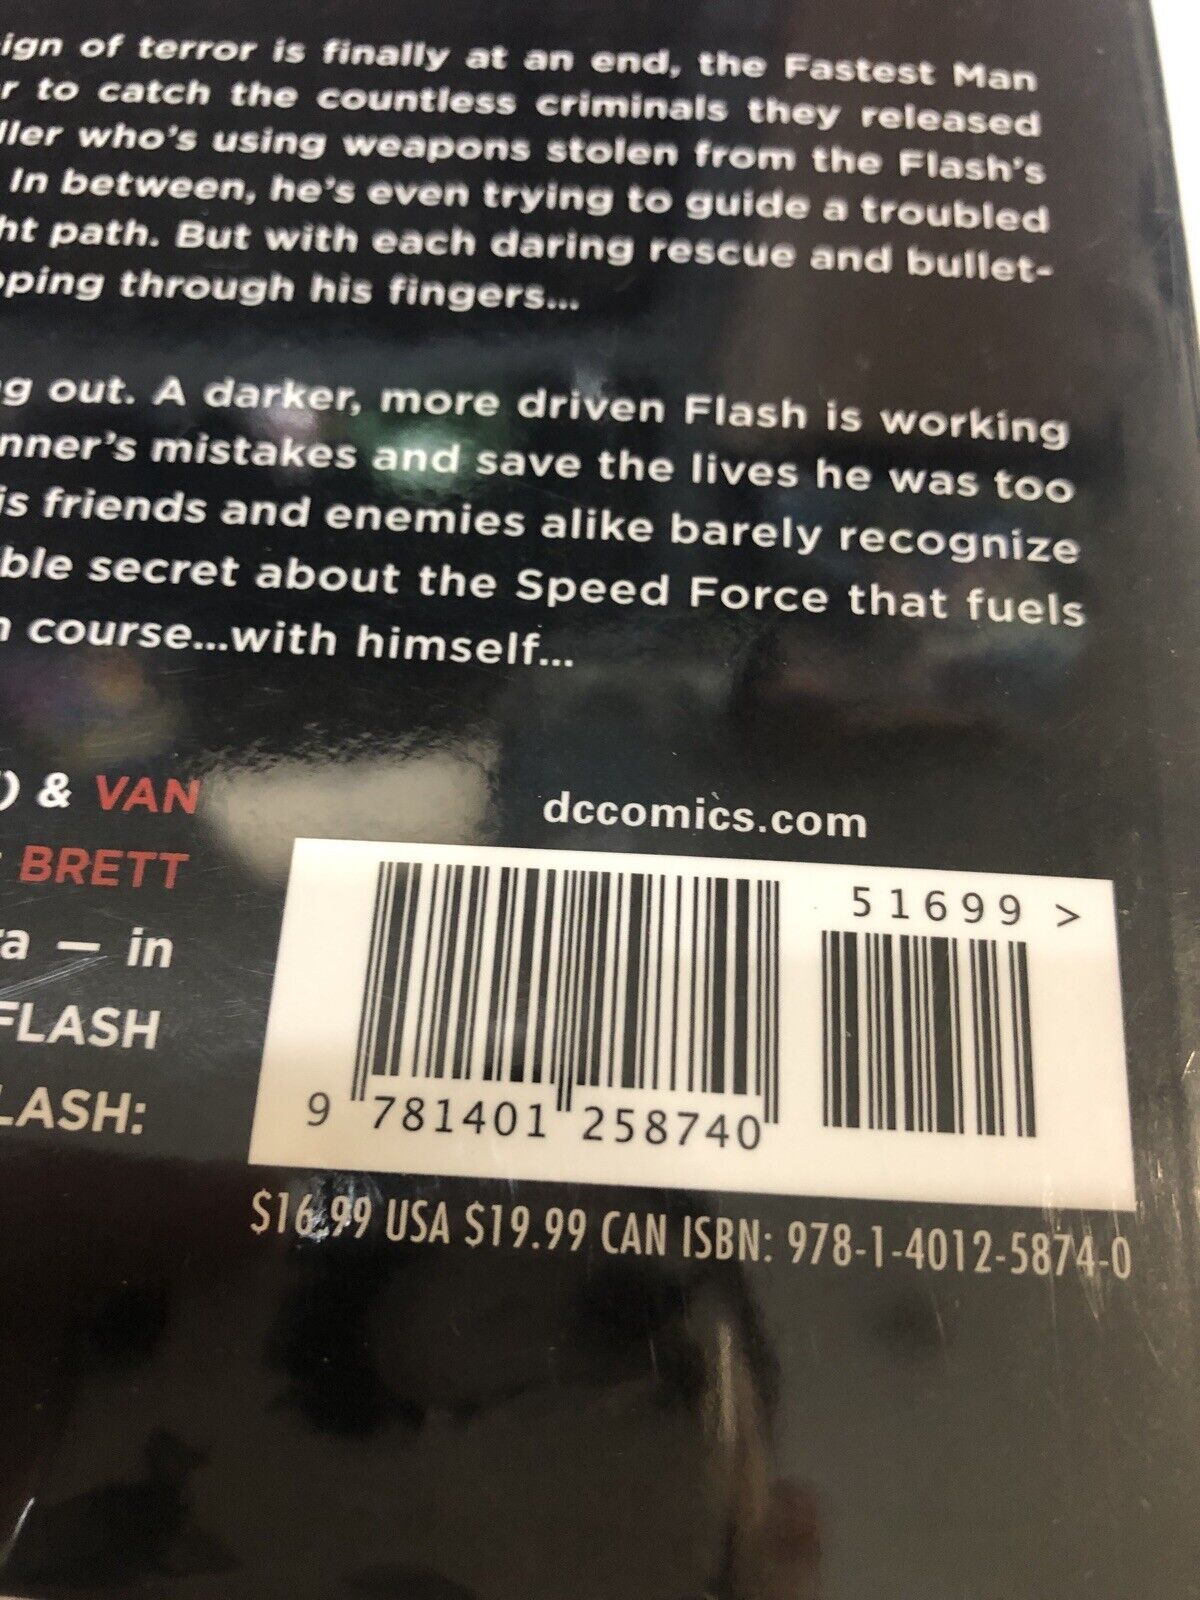 ign of terror is finally at an end, the Fastest Man
r to catch the countless criminals they released
ller who's using weapons stolen from the Flash's
In between, he's even trying to guide a troubled
ht path. But with each daring rescue and bullet-
pping through his fingers...
g out. A darker, more driven Flash is working
nner's mistakes and save the lives he was too
is friends and enemies alike barely recognize
ble secret about the Speed Force that fuels
n course...with himself...
) & VAN
BRETT
ra — in
FLASH
LASH:
dccomics.com
51699 >
9 781401 258740
$16.99 USA $19.99 CAN ISBN: 978-1-4012-5874-0